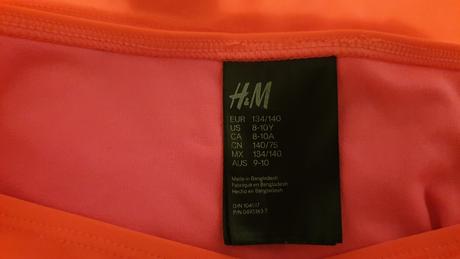 H&M
EUR 134/140
US 8-10Y
CA 8-10A
CN 140/75
MX 134/140
AUS 9-10
Made in Bangladesh
Fabriqué en Bangladesh
Hecho en Bangladesh